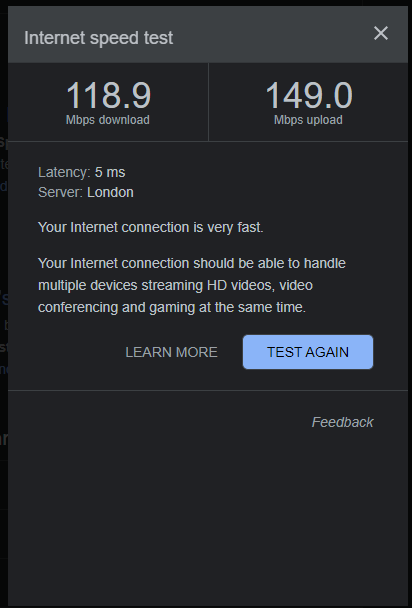 Internet speed test
118.9
Mbps download
149.0
Mbps upload
Latency: 5 ms
Server: London
Your Internet connection is very fast.
Your Internet connection should be able to handle
multiple devices streaming HD videos, video
conferencing and gaming at the same time.
LEARN MORE
TEST AGAIN
Feedback